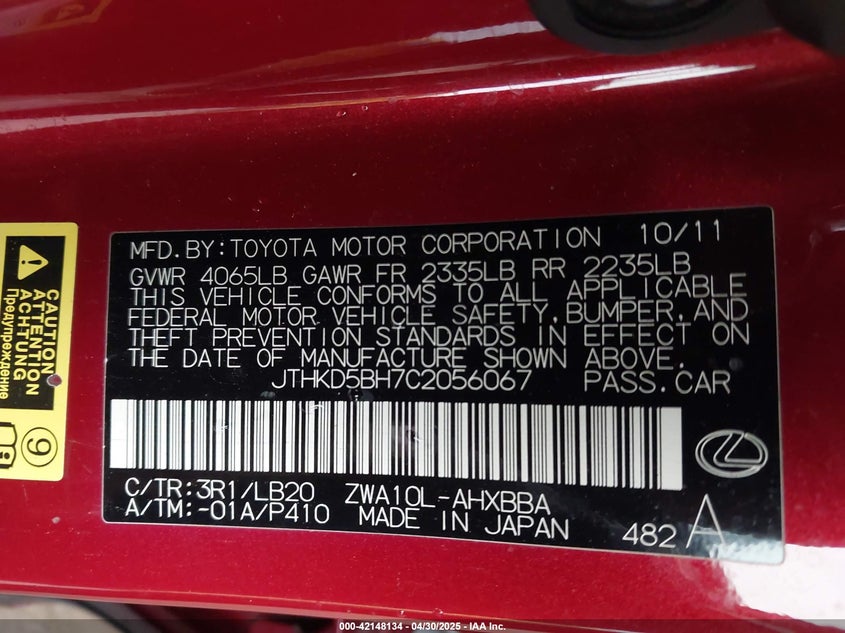 MFD.BY:TOYOTA MOTOR CORPORATION 10/11
GVWR 4065LB GAWR FR 2335LB RR 2235LB
THIS VEHICLE CONFORMS TO ALL APPLICABLE
FEDERAL MOTOR VEHICLE SAFETY,BUMPER,AND
THEFT PREVENTION STANDARDS IN EFFECT ON
THE DATE OF MANUFACTURE SHOWN ABOVE.
JTHKD5BH7C2056067 PASS.CAR
C/TR:3R1/LB20 ZWA10L-AHXBBA
A/TM:-01A/P410 MADE IN JAPAN
482 A
CAUTION
ATTENTION
ACHTUNG
Предупреждение
9
000-42148134 - 04/30/2025 - IAA Inc.